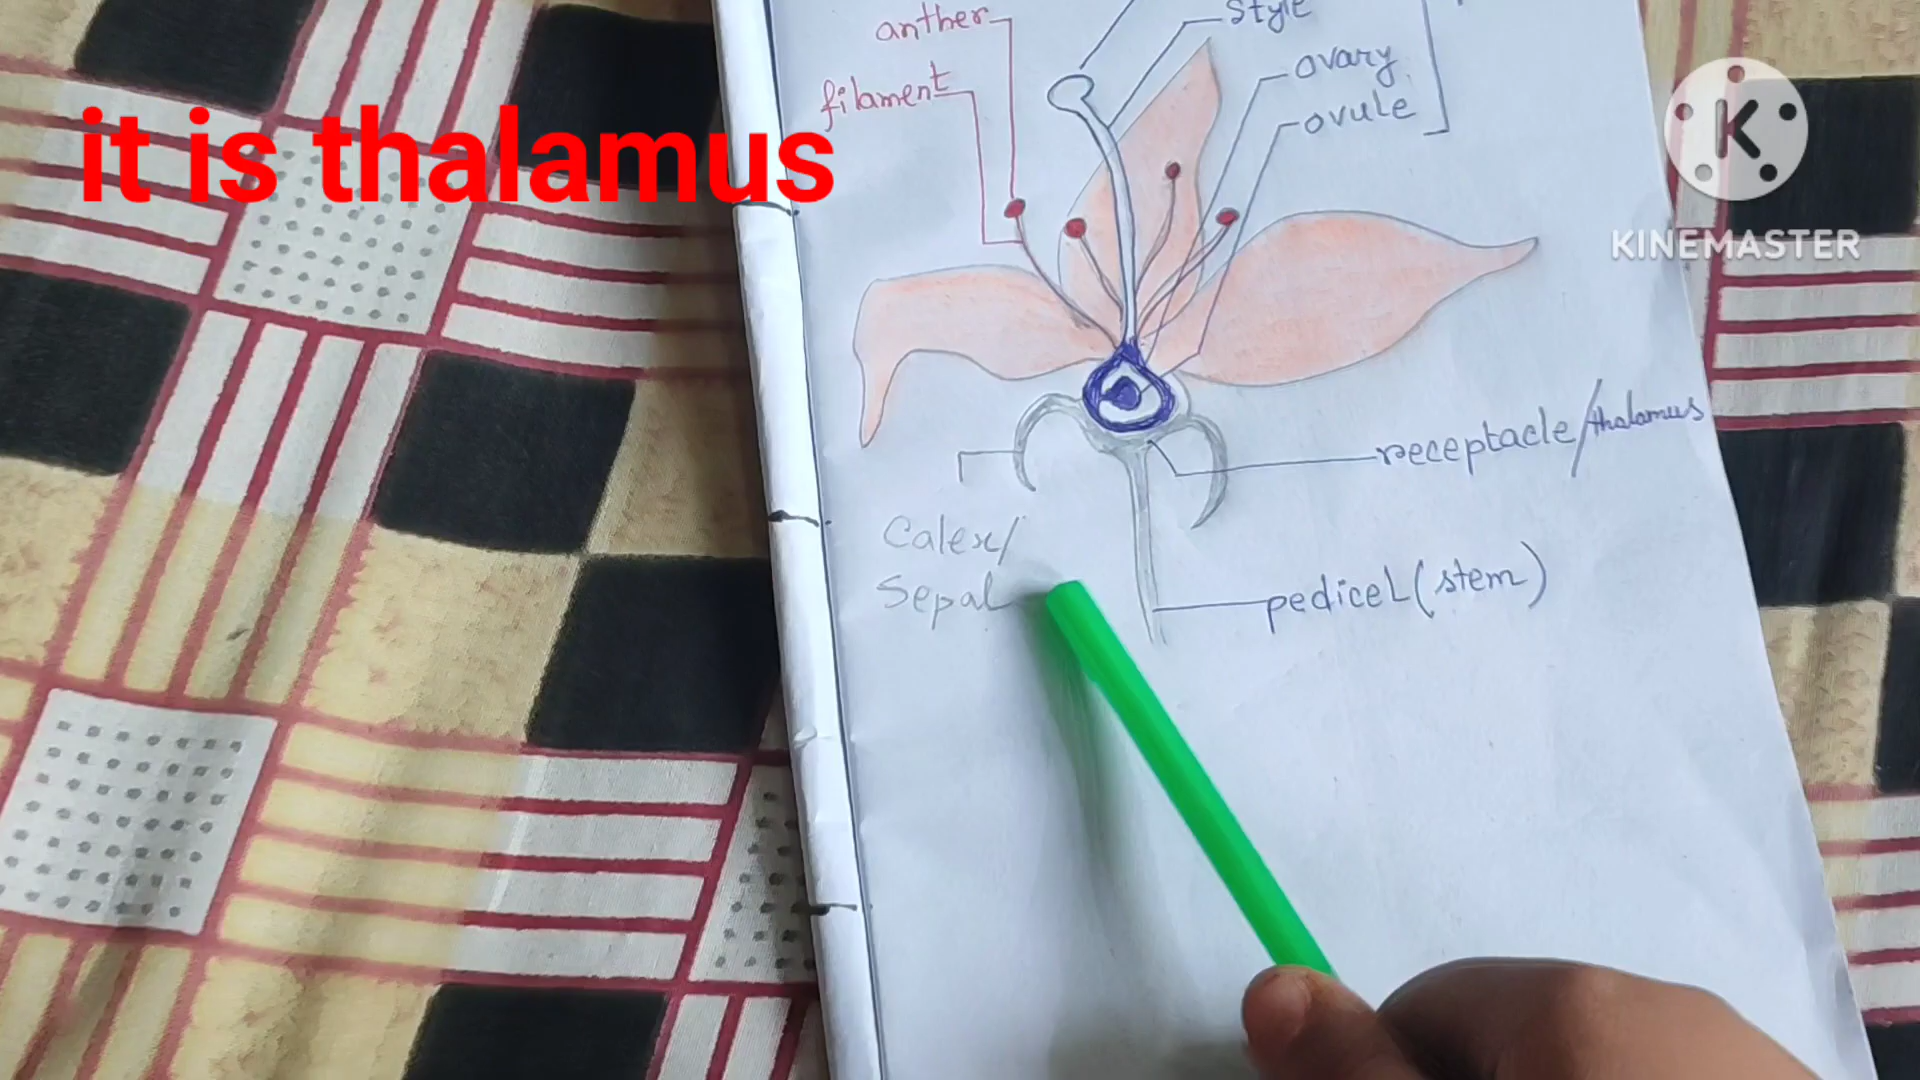 anther
style
filament
ovary
ovule
it is thalamus
K
KINEMASTER
receptacle/thalamus
Calex/
Sepal
pedicel (stem)